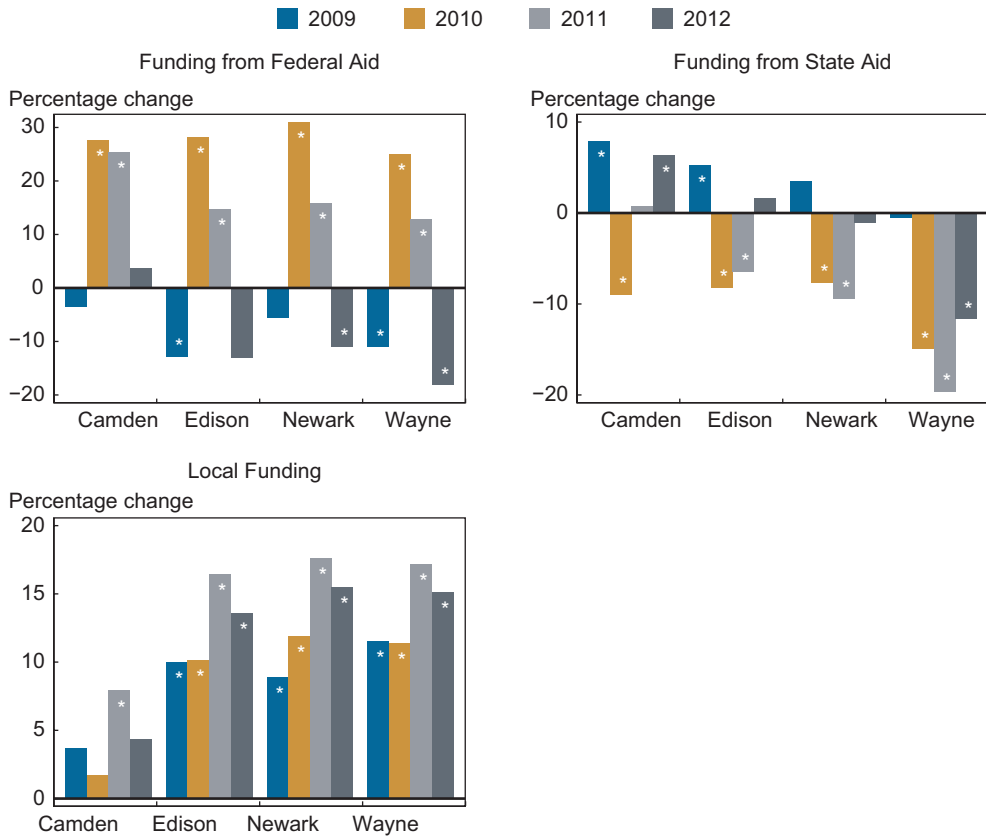 2009 2010 2011 2012
Funding from Federal Aid
Percentage change
30
20
10
0
−10
−20
Camden Edison Newark Wayne
Funding from State Aid
Percentage change
10
0
−10
−20
Camden Edison Newark Wayne
Local Funding
Percentage change
20
15
10
5
0
Camden Edison Newark Wayne